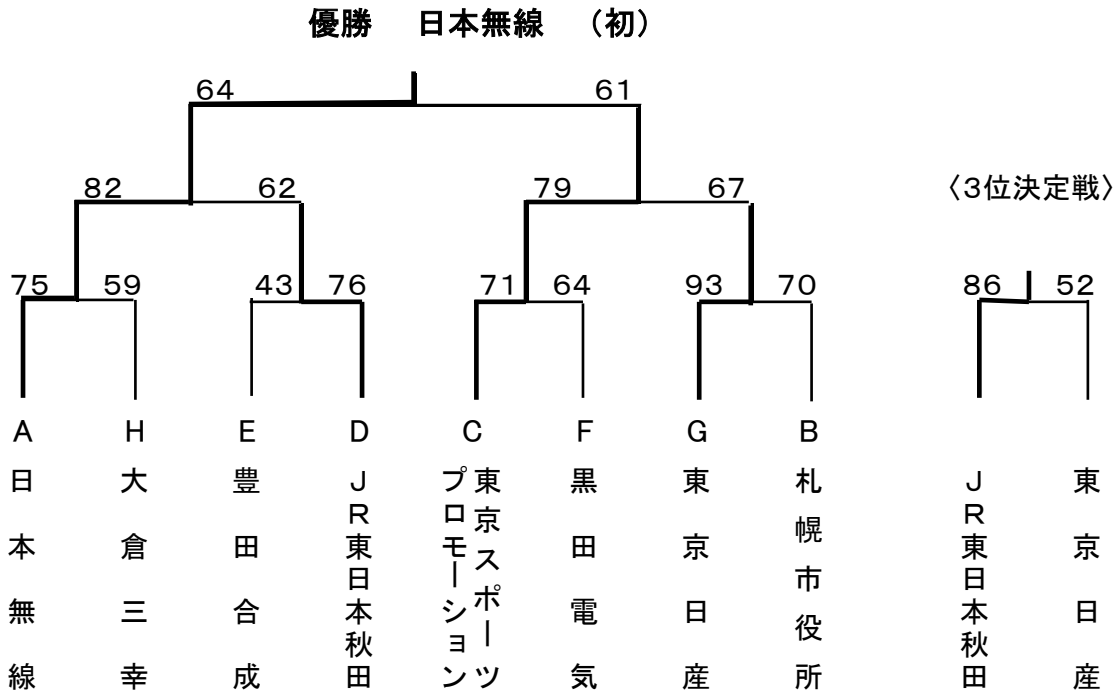 優勝　日本無線　（初）
64 61
82 62 79 67
〈3位決定戦〉
75 59 43 76 71 64 93 70 86 52
A H E D C F G B
日本無線
大倉三幸
豊田合成
JR東日本秋田
東京スポーツ
プロモーション
黒田電気
東京日産
札幌市役所
JR東日本秋田
東京日産